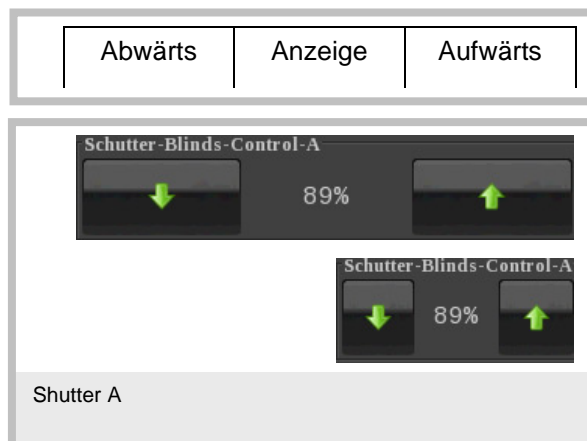 Abwärts Anzeige Aufwärts
Schutter-Blinds-Control-A
89%
Schutter-Blinds-Control-A
89%
Shutter A